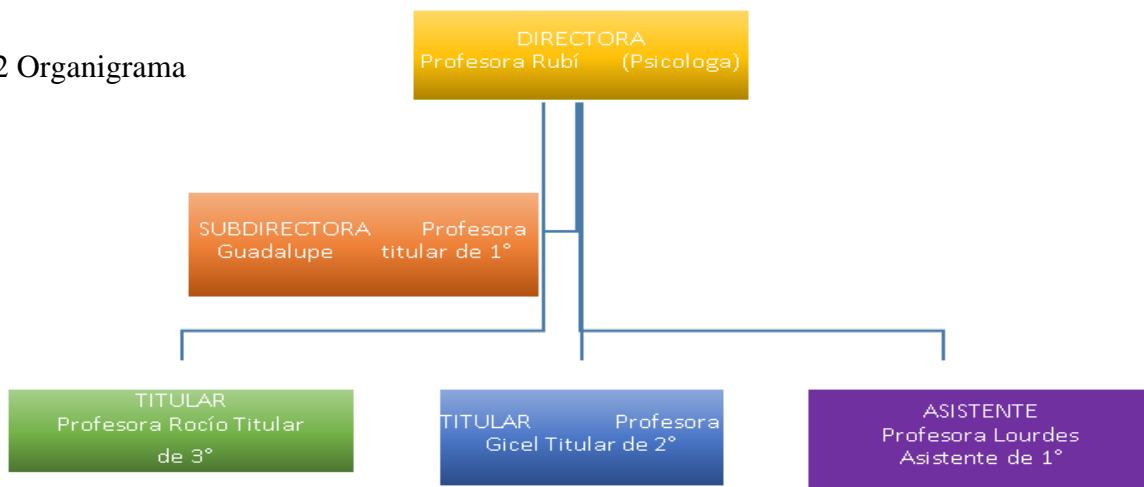 2 Organigrama
DIRECTORA
Profesora Rubí (Psicologa)
SUBDIRECTORA Profesora
Guadalupe titular de 1°
TITULAR
Profesora Rocío Titular
de 3°
TITULAR Profesora
Gicel Titular de 2°
ASISTENTE
Profesora Lourdes
Asistente de 1°